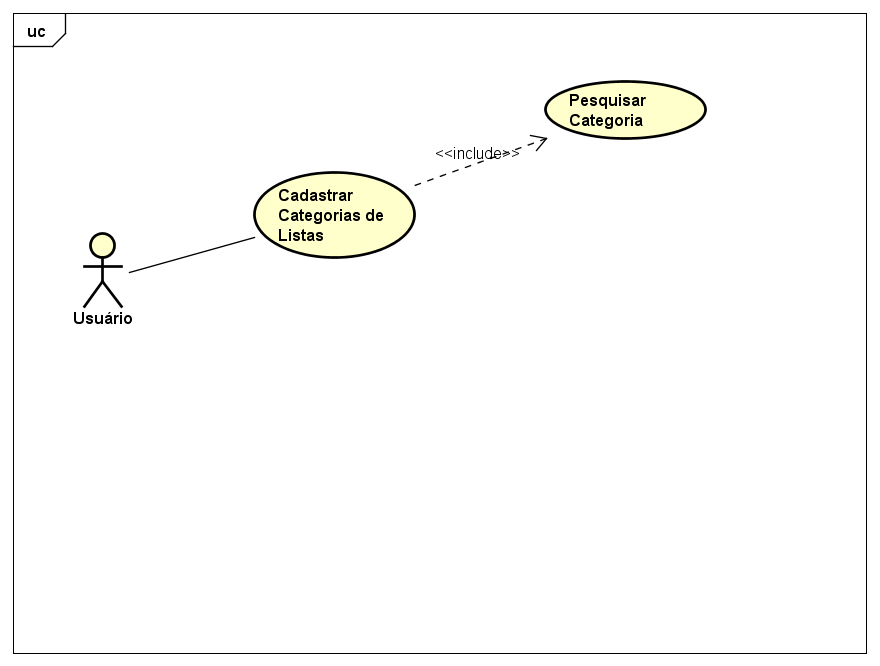 uc
Pesquisar
Categoria
<<include>>
Cadastrar
Categorias de
Listas
Usuário